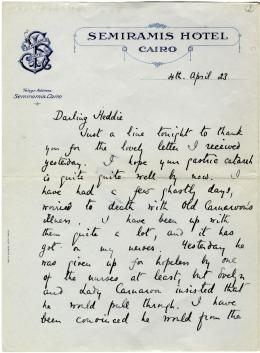 SEMIRAMIS HOTEL
CAIRO
Telegr. Address:
Semiramis Cairo
4th. April 23
Darling Heddie
Just a line tonight to thank
you for the lovely letter I received
yesterday. I hope your gastric catarrh
is quite quite well by now. I
have had a few ghastly days,
worried to death with Old Carnarvon's
illness. I have been up with
them quite a lot, and it has
got on my nerves. Yesterday he
was given up for hopeless by one
of the nurses at least, but Evelyn
and Lady Carnarvon insisted that
he would pull through. I have
been convinced he would from the